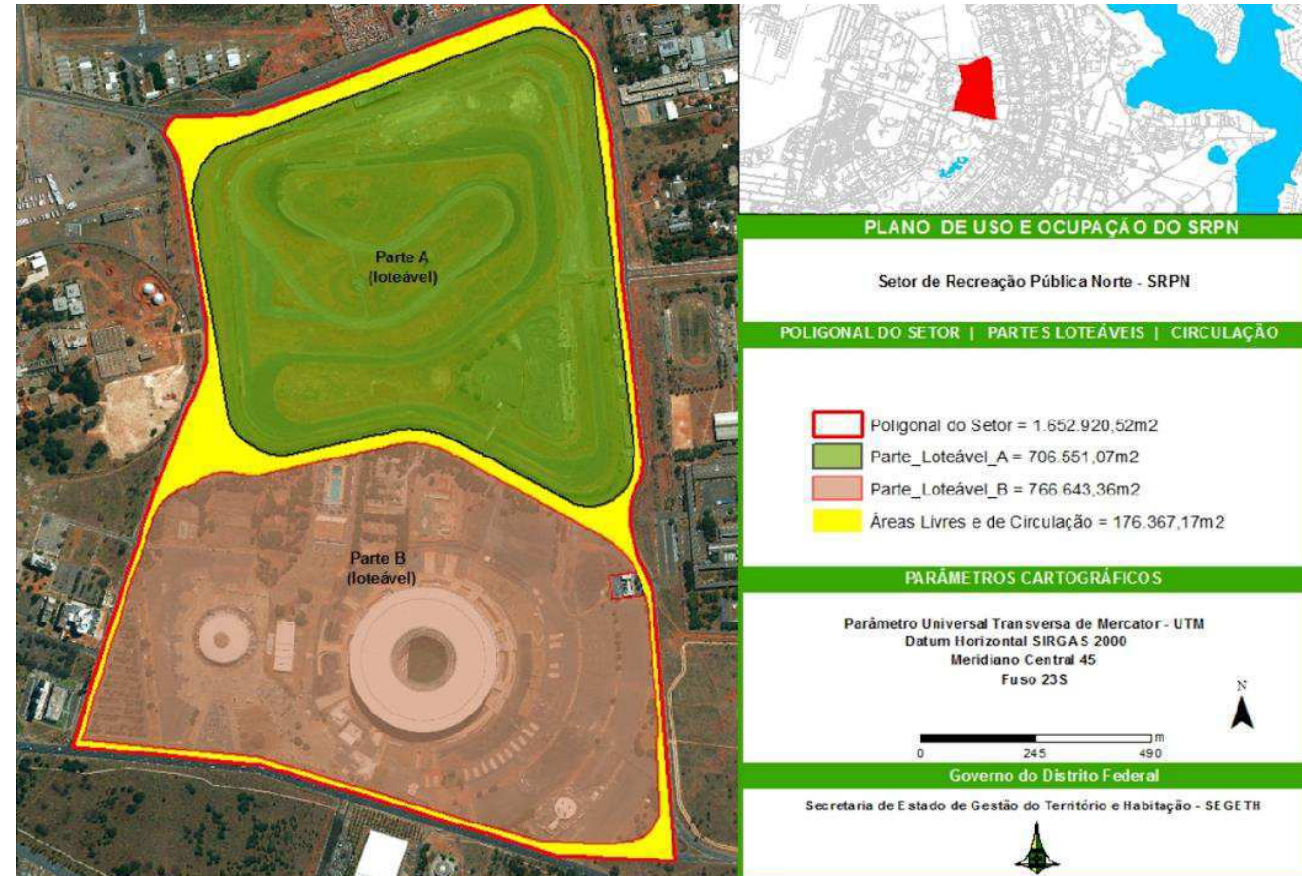 Parte A
(loteável)
Parte B
(loteável)
PLANO DE USO E OCUPAÇÃO DO SRPN
Setor de Recreação Pública Norte - SRPN
POLIGONAL DO SETOR | PARTES LOTEÁVEIS | CIRCULAÇÃO
Poligonal do Setor = 1.652.920,52m2
Parte_Loteável_A = 706.551,07m2
Parte_Loteável_B = 766.643,36m2
Áreas Livres e de Circulação = 176.367,17m2
PARÂMETROS CARTOGRÁFICOS
Parâmetro Universal Transversa de Mercator - UTM
Datum Horizontal SIRGAS 2000
Meridiano Central 45
Fuso 23S
N
m
0 245 490
Governo do Distrito Federal
Secretaria de Estado de Gestão do Território e Habitação - SEGETH